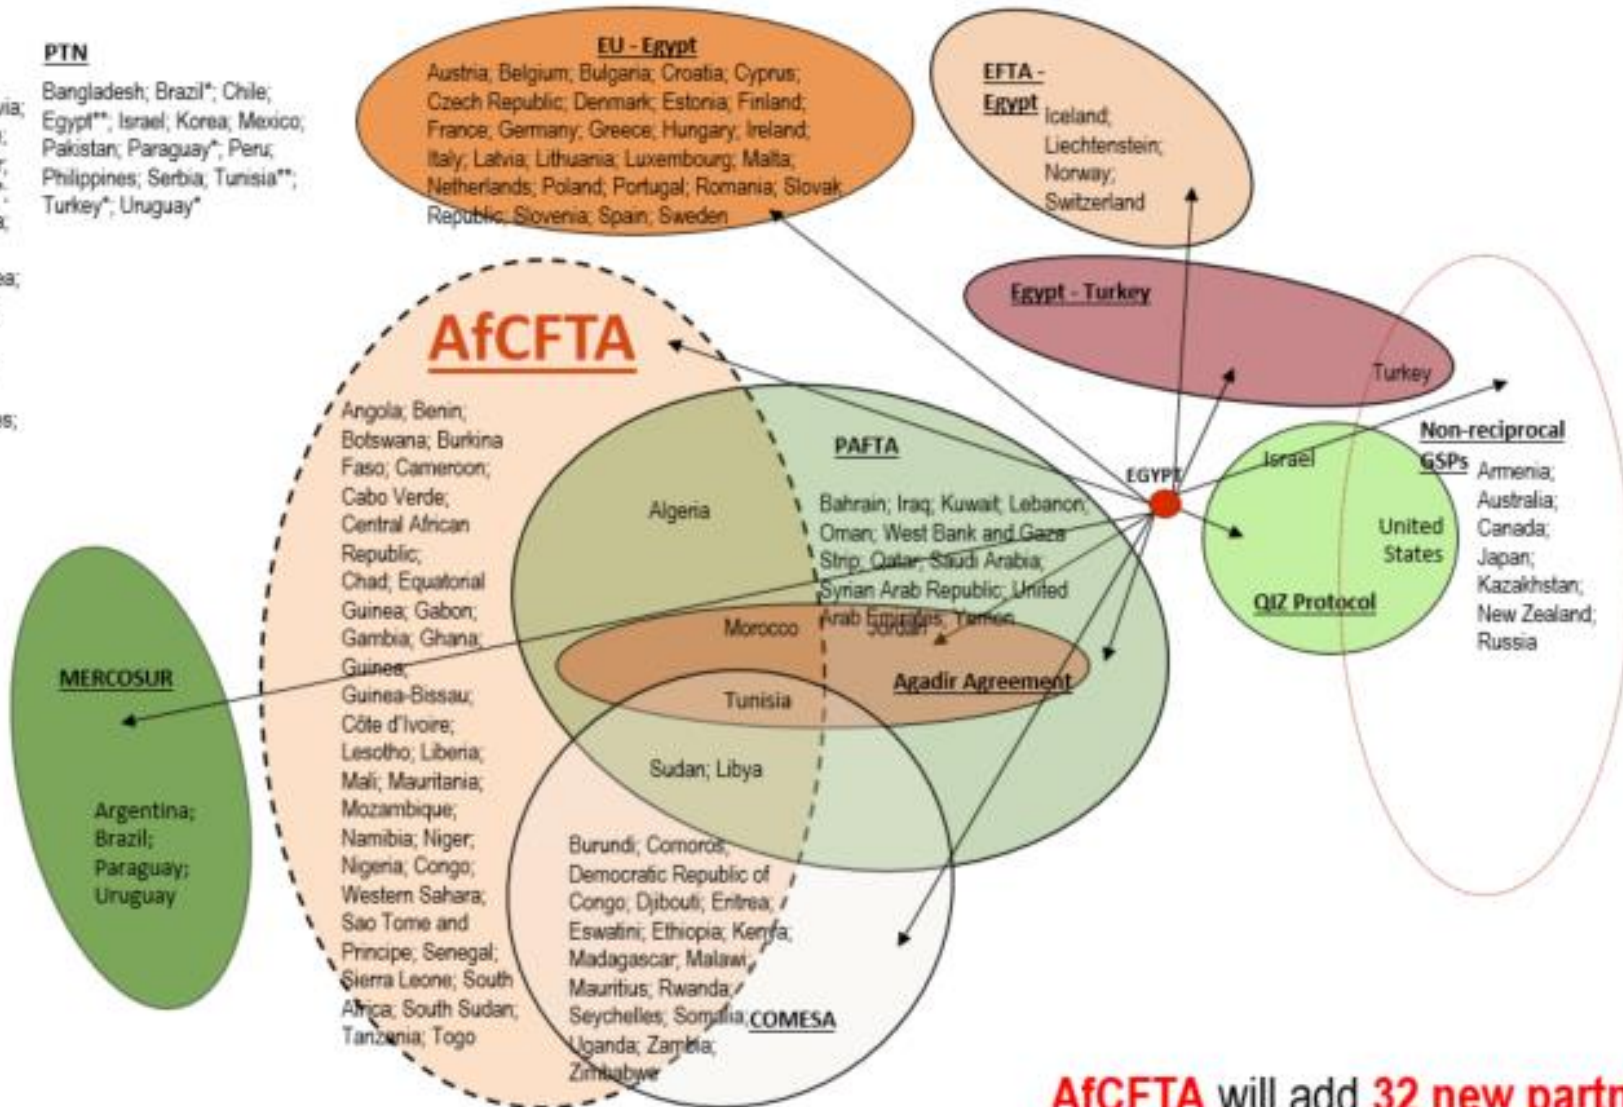 PTN
Bangladesh; Brazil*; Chile;
Egypt**; Israel; Korea; Mexico;
Pakistan; Paraguay*; Peru;
Philippines; Serbia; Tunisia**;
Turkey*; Uruguay*
EU - Egypt
Austria; Belgium; Bulgaria; Croatia; Cyprus;
Czech Republic; Denmark; Estonia; Finland;
France; Germany; Greece; Hungary; Ireland;
Italy; Latvia; Lithuania; Luxembourg; Malta;
Netherlands; Poland; Portugal; Romania; Slovak
Republic; Slovenia; Spain; Sweden
EFTA -
Egypt
Iceland;
Liechtenstein;
Norway;
Switzerland
Egypt - Turkey
Turkey
AfCFTA
Angola; Benin;
Botswana; Burkina
Faso; Cameroon;
Cabo Verde;
Central African
Republic;
Chad; Equatorial
Guinea; Gabon;
Gambia; Ghana;
Guinea;
Guinea-Bissau;
Côte d'Ivoire;
Lesotho; Liberia;
Mali; Mauritania;
Mozambique;
Namibia; Niger;
Nigeria; Congo;
Western Sahara;
Sao Tome and
Principe; Senegal;
Sierra Leone; South
Africa; South Sudan;
Tanzania; Togo
PAFTA
Algeria
Bahrain; Iraq; Kuwait; Lebanon;
Oman; West Bank and Gaza
Strip; Qatar; Saudi Arabia;
Syrian Arab Republic; United
Arab Emirates; Yemen
Morocco
Jordan
Agadir Agreement
Tunisia
Sudan; Libya
Burundi; Comoros;
Democratic Republic of
Congo; Djibouti; Eritrea;
Eswatini; Ethiopia; Kenya;
Madagascar; Malawi;
Mauritius; Rwanda;
Seychelles; Somalia;
Uganda; Zambia;
Zimbabwe
COMESA
EGYPT
Israel
United
States
QIZ Protocol
Non-reciprocal
GSPs
Armenia;
Australia;
Canada;
Japan;
Kazakhstan;
New Zealand;
Russia
MERCOSUR
Argentina;
Brazil;
Paraguay;
Uruguay
AfCFTA will add 32 new